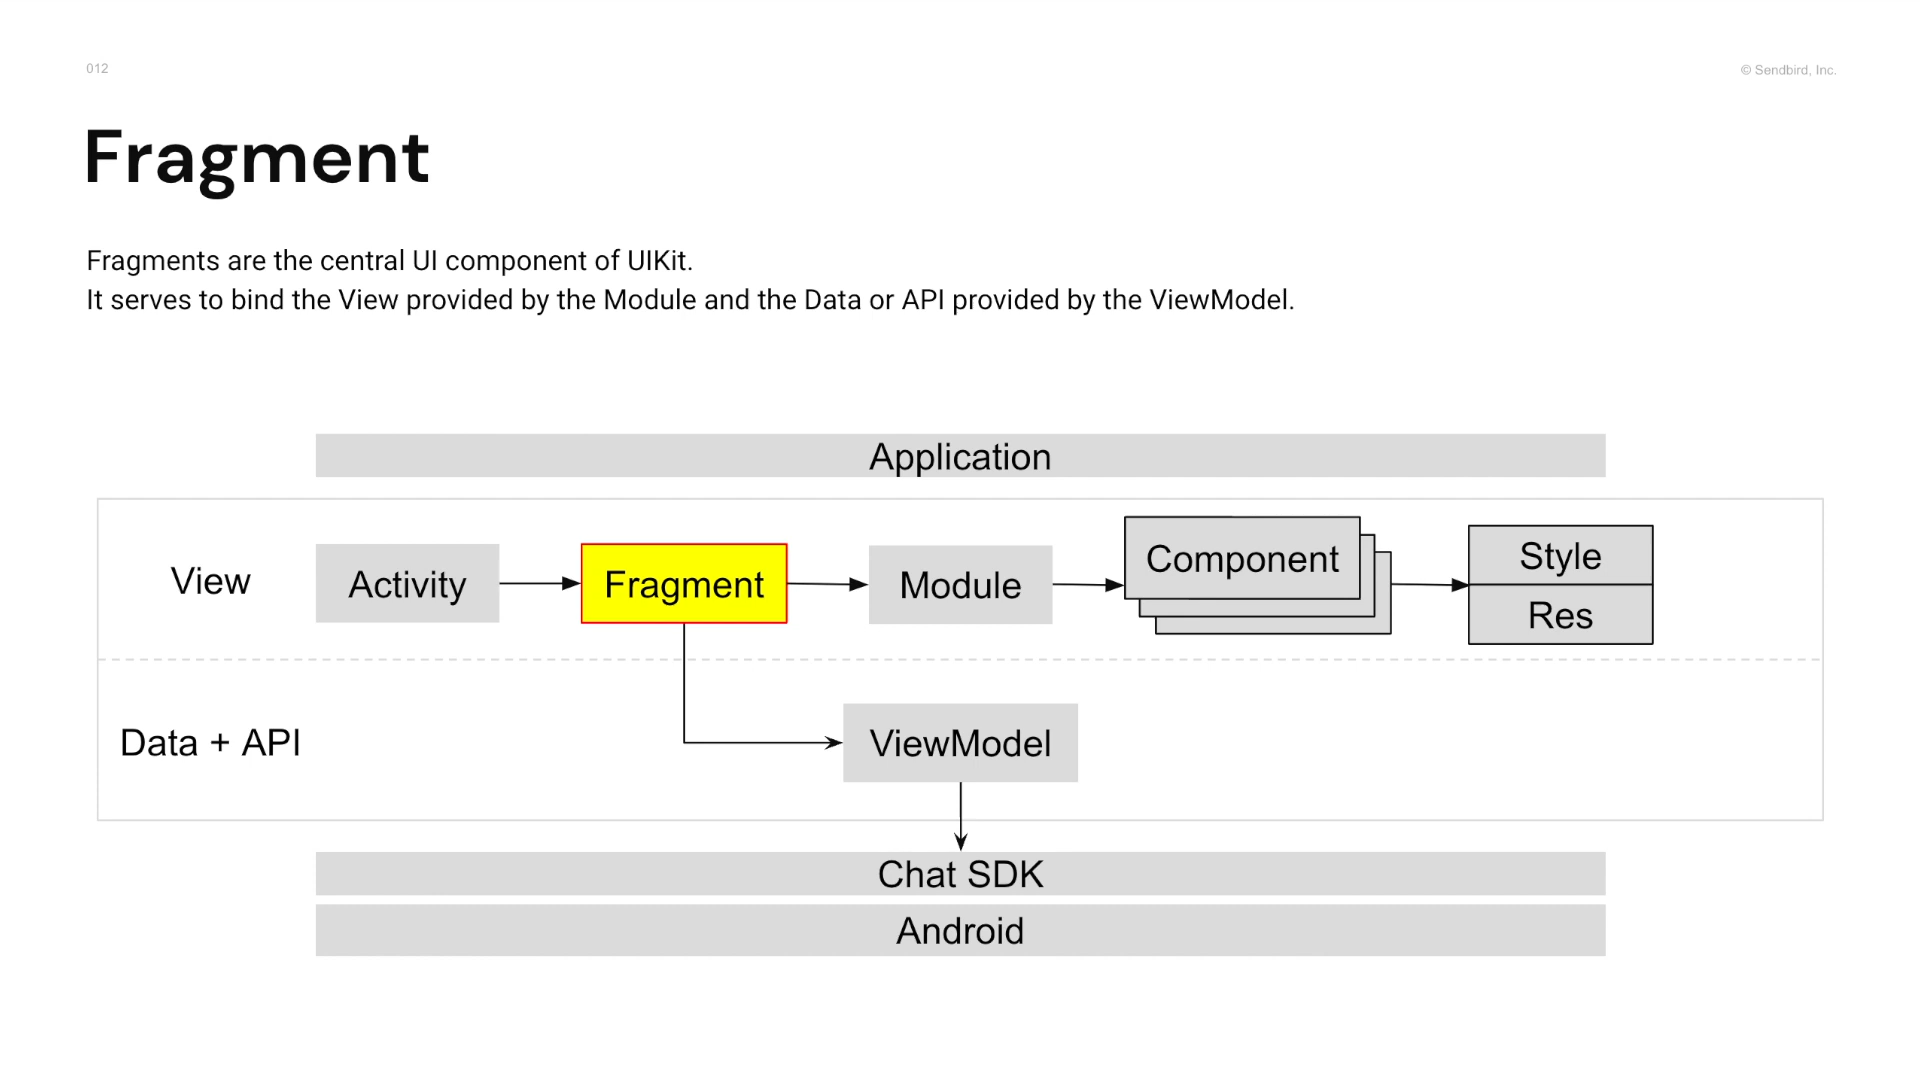 012
© Sendbird, Inc.
Fragment
Fragments are the central UI component of UIKit.
It serves to bind the View provided by the Module and the Data or API provided by the ViewModel.
Application
View
Activity
Fragment
Module
Component
Style
Res
Data + API
ViewModel
Chat SDK
Android